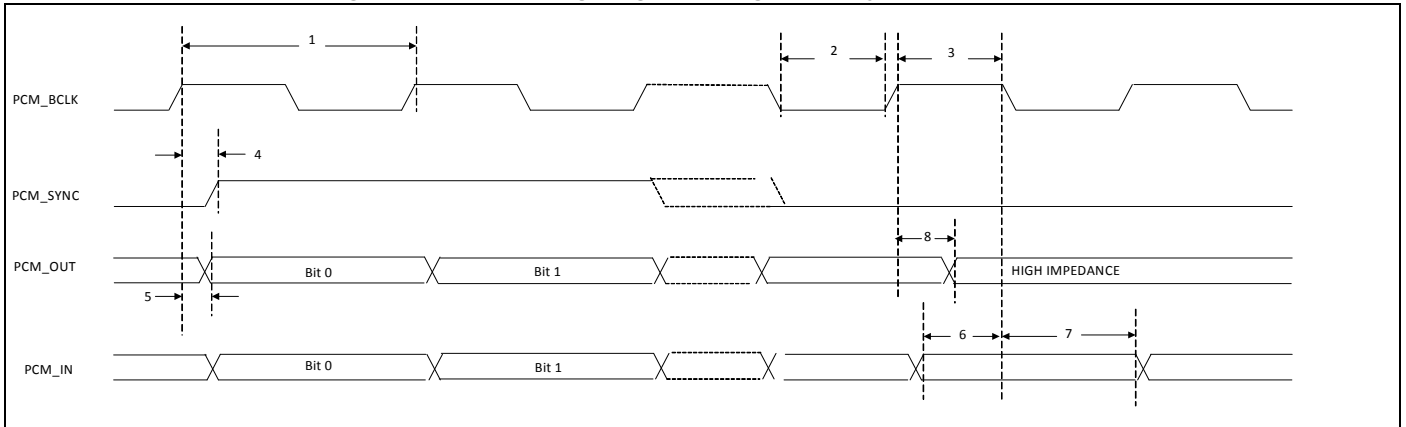 1
2
3
PCM_BCLK
4
PCM_SYNC
8
PCM_OUT
Bit 0
Bit 1
HIGH IMPEDANCE
5
6
7
PCM_IN
Bit 0
Bit 1